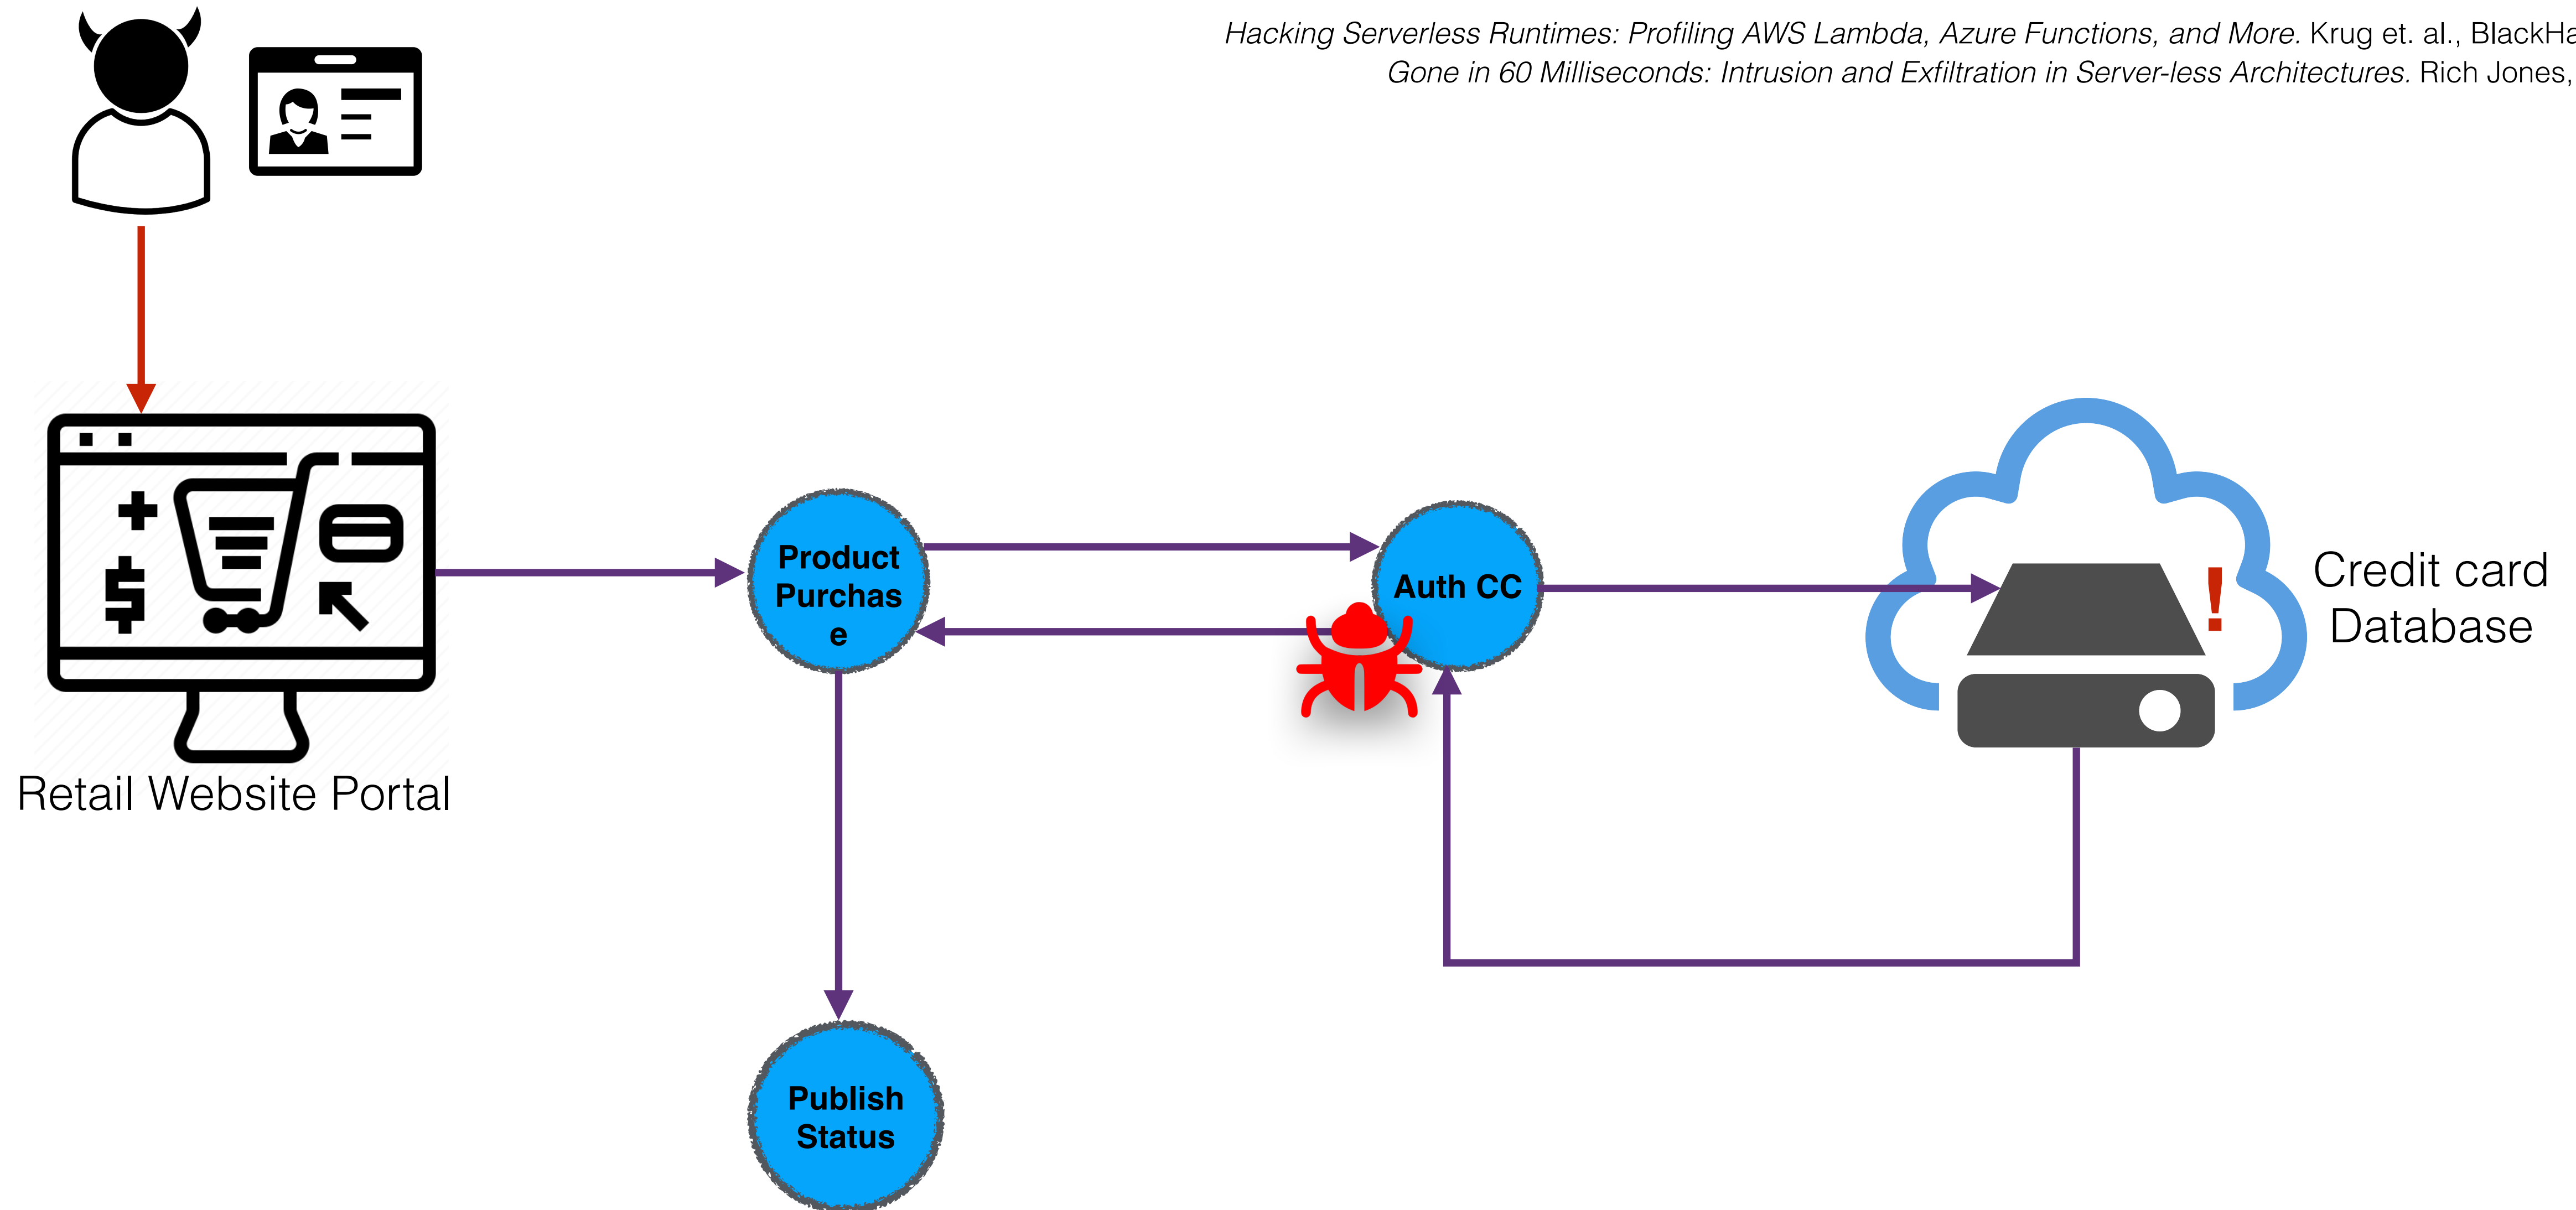 Hacking Serverless Runtimes: Profiling AWS Lambda, Azure Functions, and More. Krug et. al.,
Gone in 60 Milliseconds: Intrusion and Exfiltration in Server-less Architectures. Rich Jones,
Product
Purchas
e
Auth CC
Credit card
Database
!
Retail Website Portal
Publish
Status